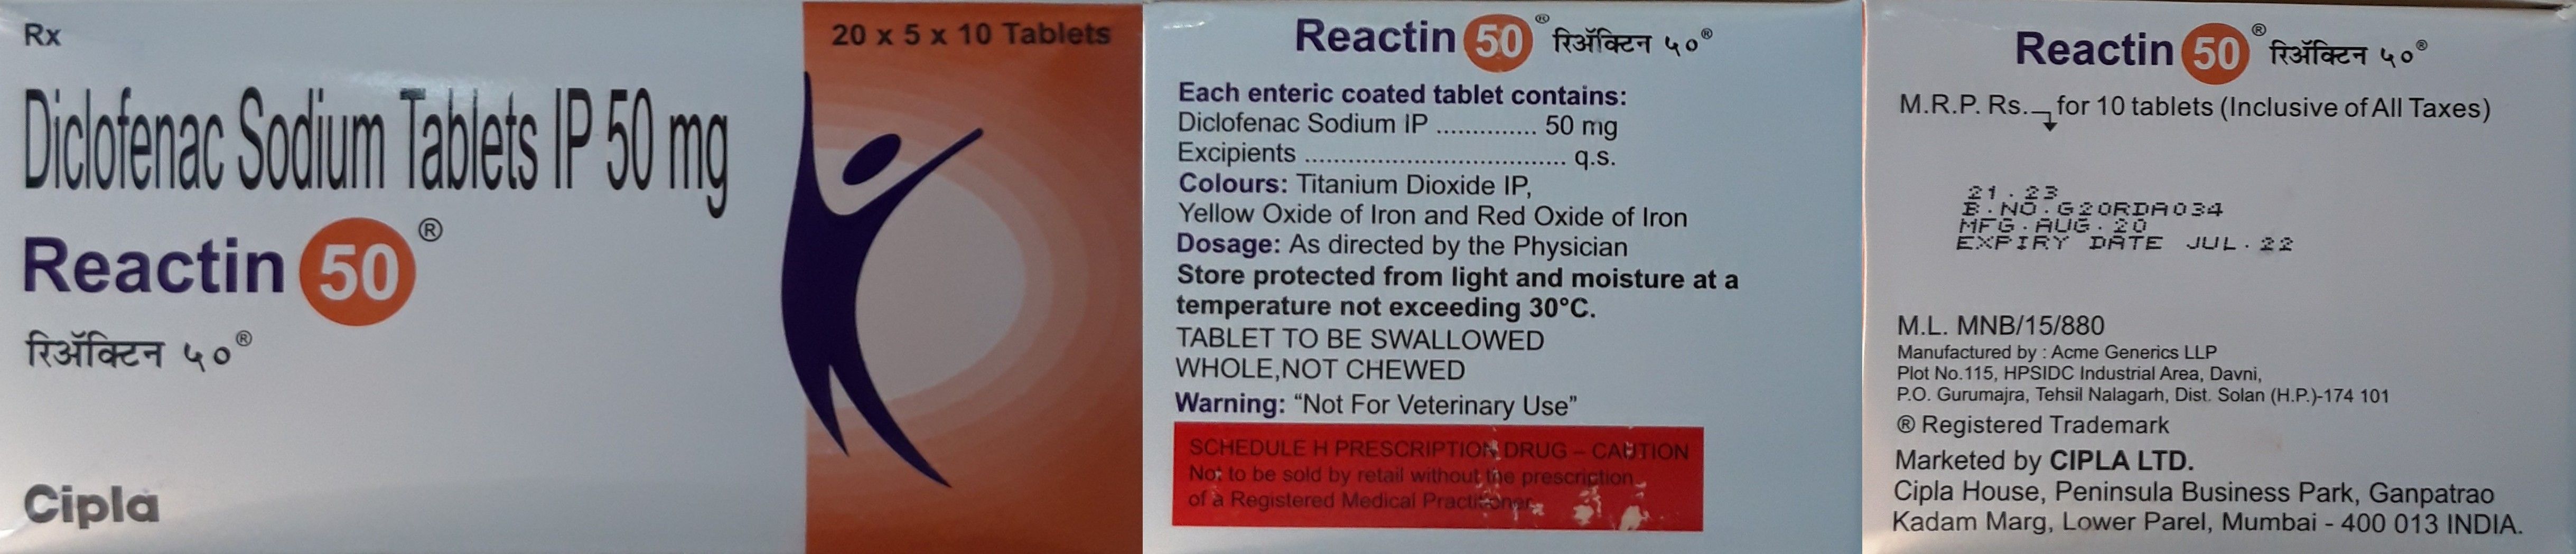 Rx
20 x 5 x 10 Tablets
Diclofenac Sodium Tablets IP 50 mg
Reactin 50®
रिॲक्टिन ५०®
Cipla
Reactin 50® रिॲक्टिन ५०®
Each enteric coated tablet contains:
Diclofenac Sodium IP .............. 50 mg
Excipients .................................... q.s.
Colours: Titanium Dioxide IP,
Yellow Oxide of Iron and Red Oxide of Iron
Dosage: As directed by the Physician
Store protected from light and moisture at a
temperature not exceeding 30°C.
TABLET TO BE SWALLOWED
WHOLE,NOT CHEWED
Warning: “Not For Veterinary Use”
SCHEDULE H PRESCRIPTION DRUG – CAUTION
Not to be sold by retail without the prescription
of a Registered Medical Practitioner.
Reactin 50® रिॲक्टिन ५०®
M.R.P. Rs. for 10 tablets (Inclusive of All Taxes)
21.23
B.NO.G20RDA034
MFG.AUG.20
EXPIRY DATE JUL.22
M.L. MNB/15/880
Manufactured by : Acme Generics LLP
Plot No.115, HPSIDC Industrial Area, Davni,
P.O. Gurumajra, Tehsil Nalagarh, Dist. Solan (H.P.)-174 101
® Registered Trademark
Marketed by CIPLA LTD.
Cipla House, Peninsula Business Park, Ganpatrao
Kadam Marg, Lower Parel, Mumbai - 400 013 INDIA.